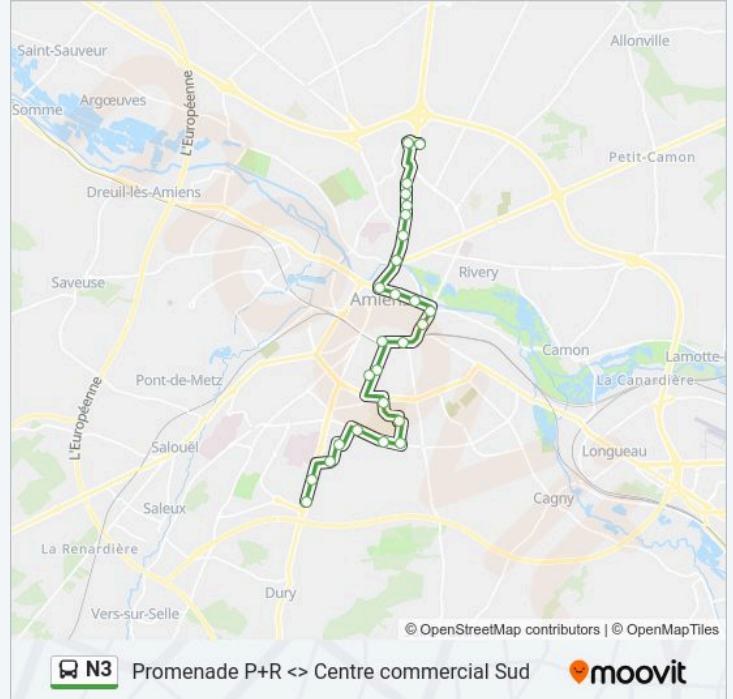 Saint-Sauveur
Allonville
Argœuves
Somme
L'Européenne
Petit-Camon
Dreuil-lès-Amiens
Rivery
Saveuse
Amiens
Camon
Lamotte-
Pont-de-Metz
La Canardière
L'Européenne
Salouël
Longueau
Cagny
Saleux
La Renardière
Dury
Vers-sur-Selle
© OpenStreetMap contributors | © OpenMapTiles
N3 Promenade P+R <> Centre commercial Sud moovit